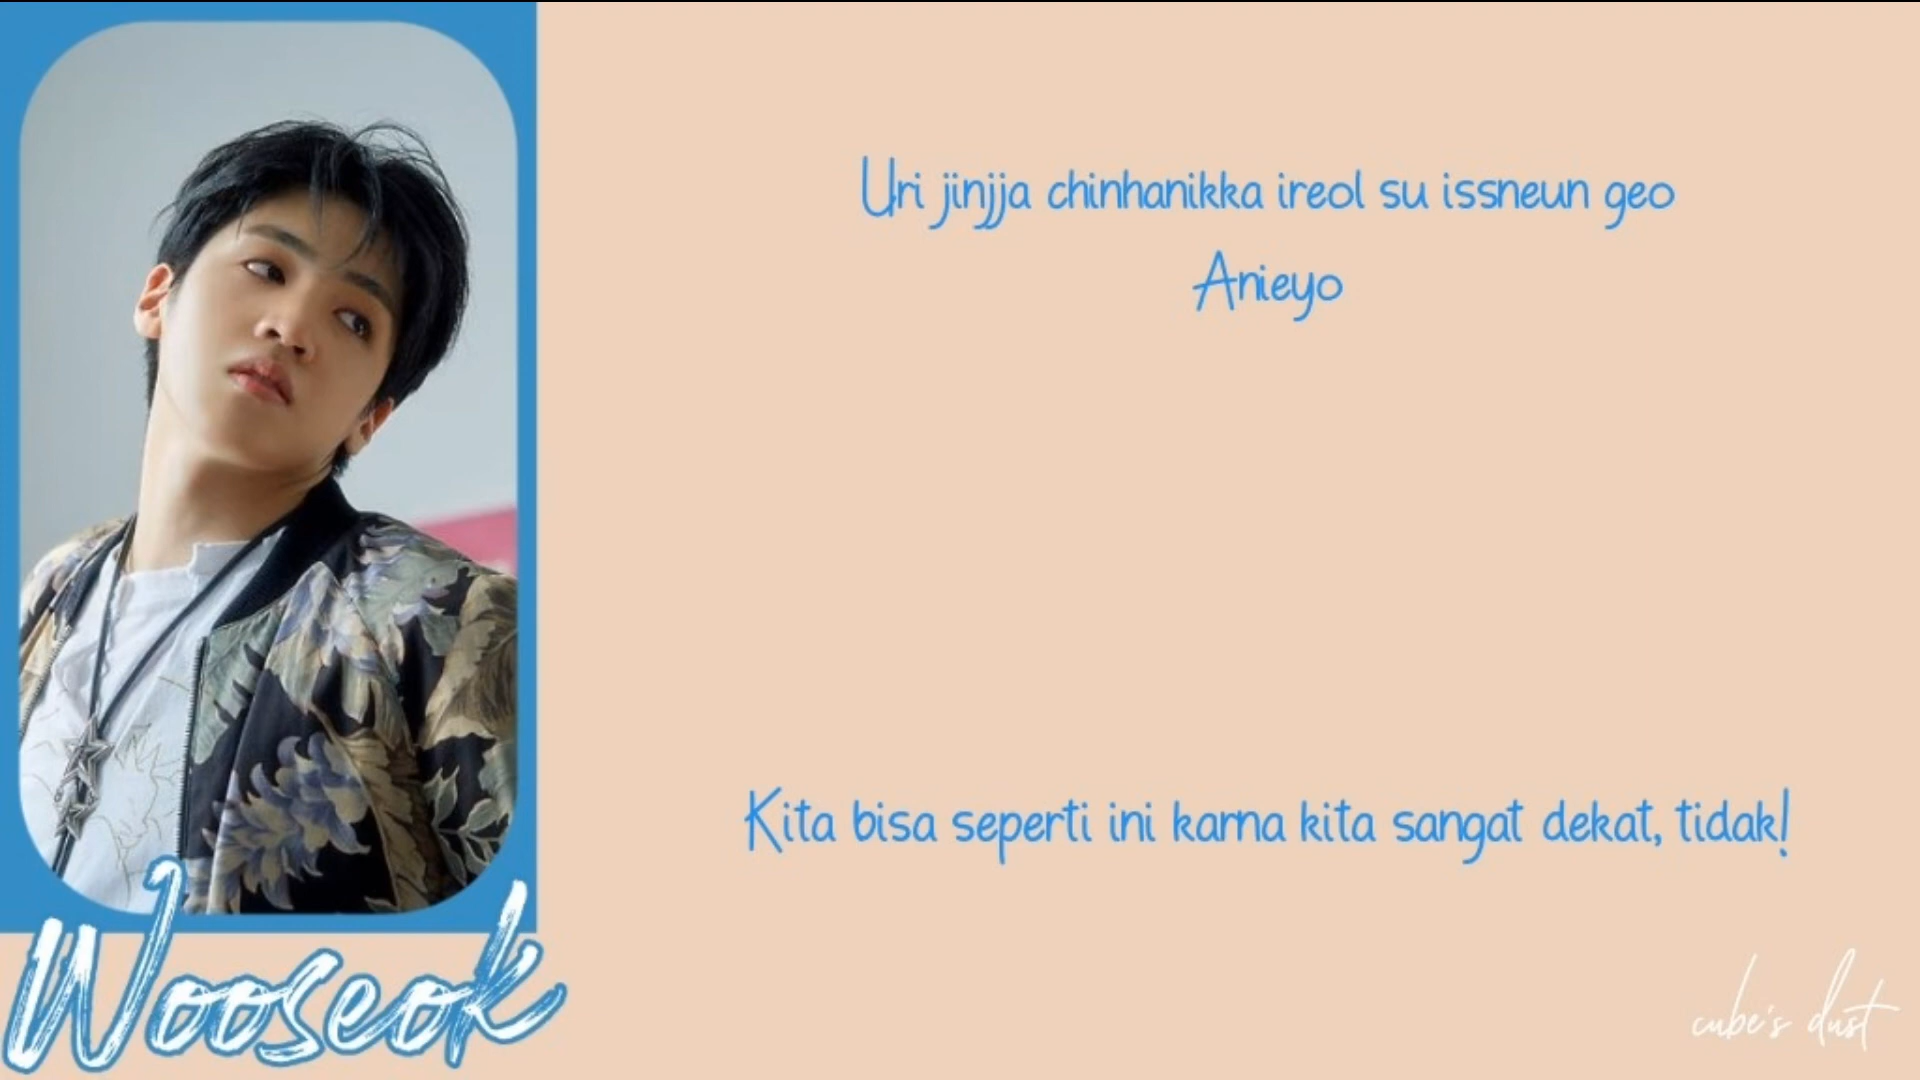 Uri jinjja chinhanikka ireol su issneun geo
Anieyo
Kita bisa seperti ini karna kita sangat dekat, tidak!
Wooseok
cube's dust